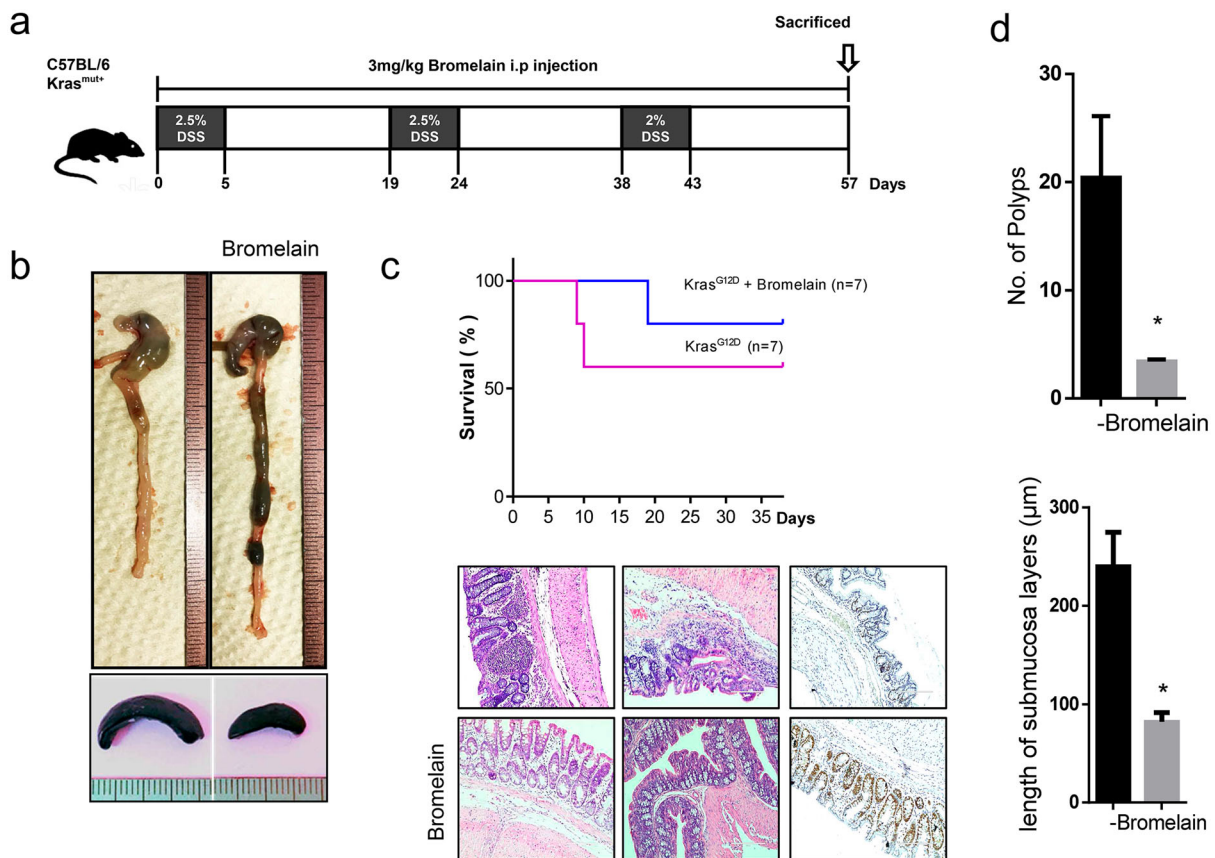 a
C57BL/6
Kras^mut+
Sacrificed
3mg/kg Bromelain i.p injection
2.5%
DSS
2.5%
DSS
2%
DSS
0 5 19 24 38 43 57 Days
b
Bromelain
c
Survival ( % )
100
50
0
Kras^G12D + Bromelain (n=7)
Kras^G12D (n=7)
0 5 10 15 20 25 30 35 Days
Bromelain
d
No. of Polyps
30
20
10
0
-Bromelain
*
length of submucosa layers (μm)
300
200
100
0
-Bromelain
*